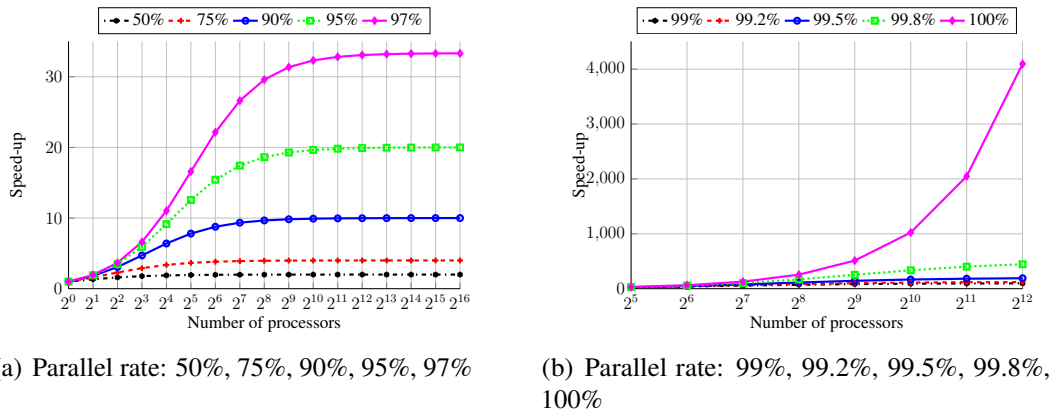 50% 75% 90% 95% 97%
30
20
10
0
Speed-up
2^0 2^1 2^2 2^3 2^4 2^5 2^6 2^7 2^8 2^9 2^10 2^11 2^12 2^13 2^14 2^15 2^16
Number of processors
) Parallel rate: 50%, 75%, 90%, 95%, 97%
99% 99.2% 99.5% 99.8% 100%
4,000
3,000
2,000
1,000
0
Speed-up
2^5 2^6 2^7 2^8 2^9 2^10 2^11 2^12
Number of processors
(b) Parallel rate: 99%, 99.2%, 99.5%, 99.8%,
100%